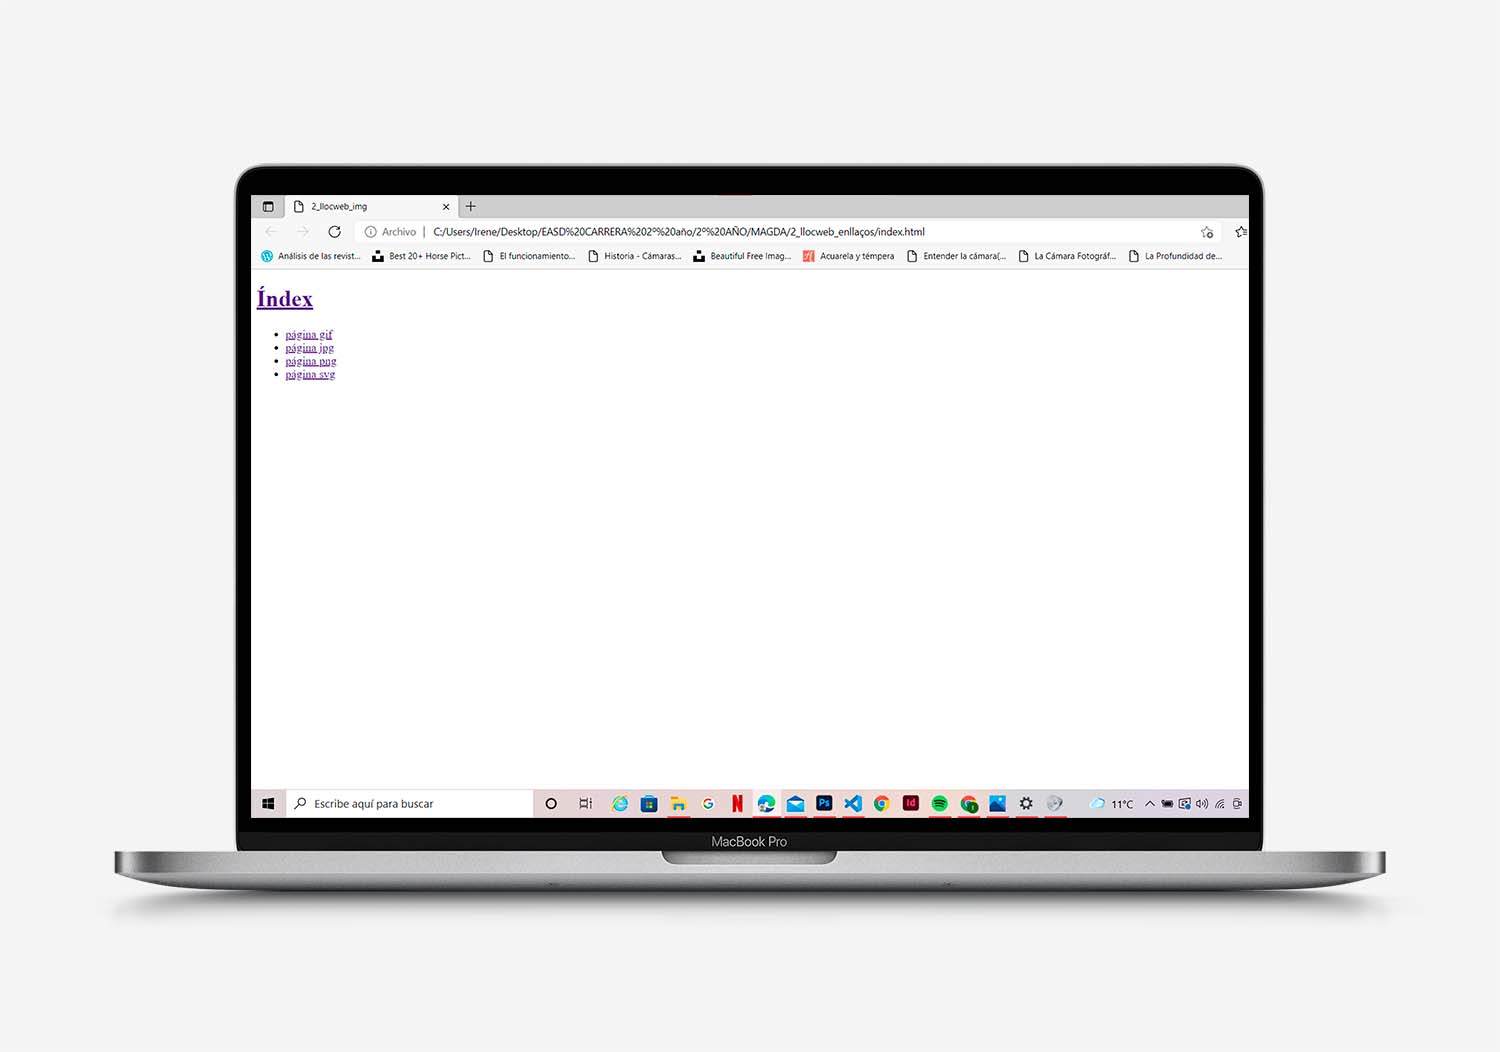 2_llocweb_img
Archivo | C:/Users/Irene/Desktop/EASD%20CARRERA%202º%20año/2º%20AÑO/MAGDA/2_llocweb_enllaços/index.html
Análisis de las revist... Best 20+ Horse Pict... El funcionamiento... Historia - Cámaras... Beautiful Free Imag... Acuarela y témpera Entender la cámara(... La Cámara Fotográf... La Profundidad de...
Índex
página gif
página jpg
página png
página svg
Escribe aquí para buscar G N Ps Id 11°C
MacBook Pro